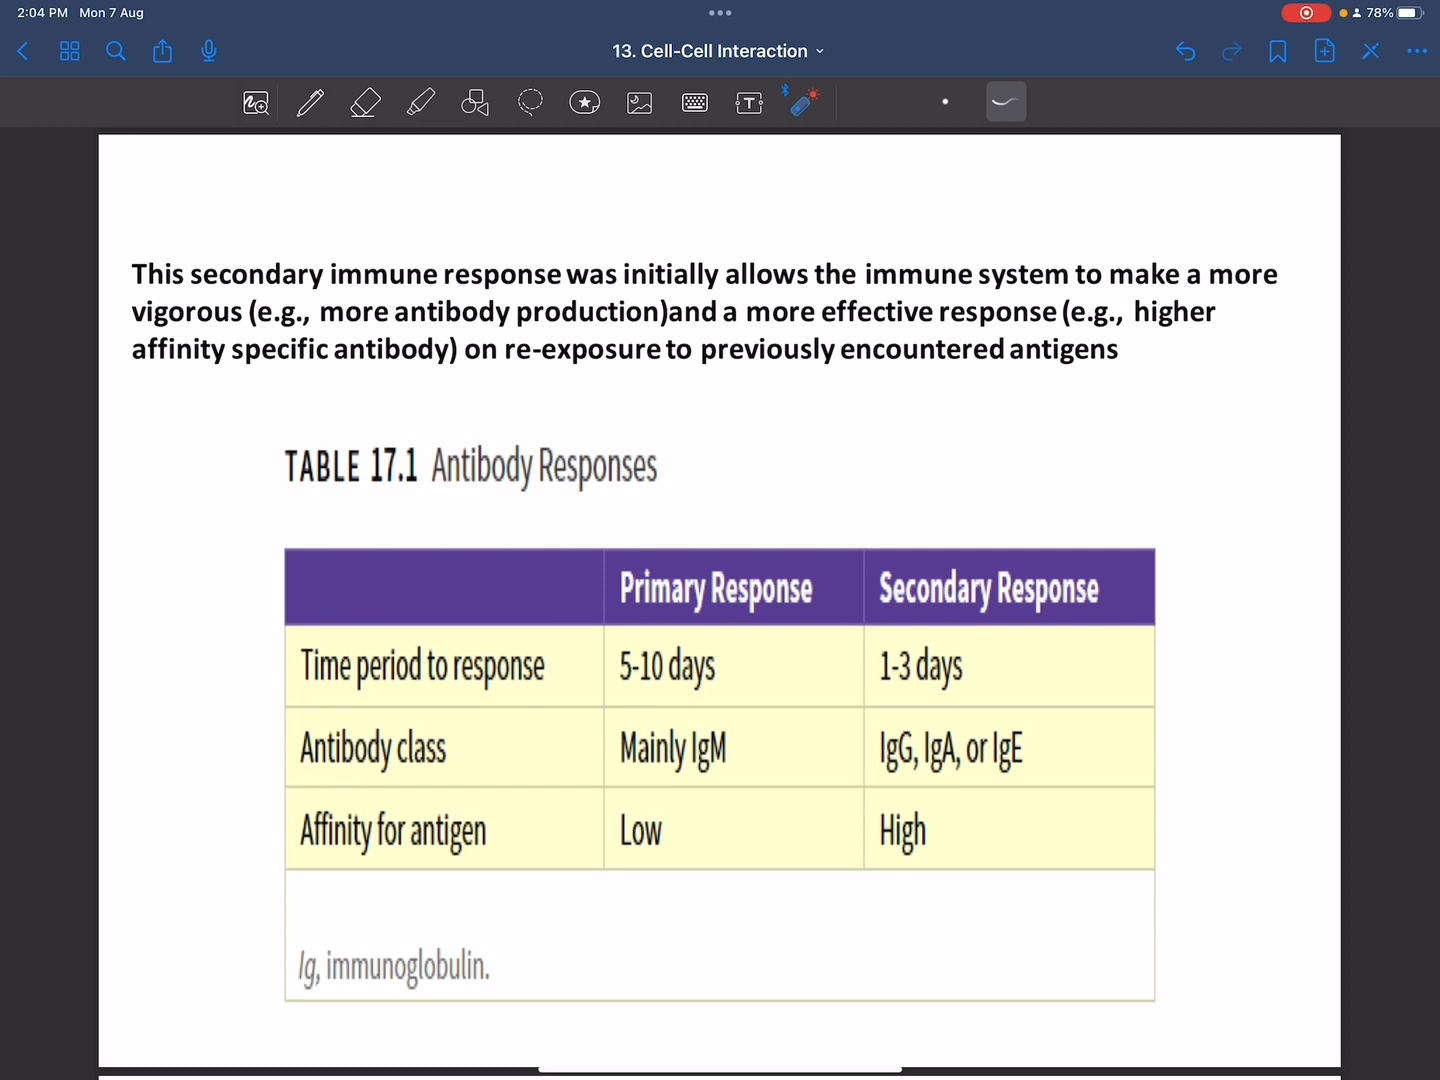 2:04 PM Mon 7 Aug
78%
13. Cell-Cell Interaction
T
This secondary immune response was initially allows the immune system to make a more
vigorous (e.g., more antibody production)and a more effective response (e.g., higher
affinity specific antibody) on re-exposure to previously encountered antigens
TABLE 17.1 Antibody Responses
Primary Response Secondary Response
Time period to response 5-10 days 1-3 days
Antibody class Mainly IgM IgG, IgA, or IgE
Affinity for antigen Low High
Ig, immunoglobulin.